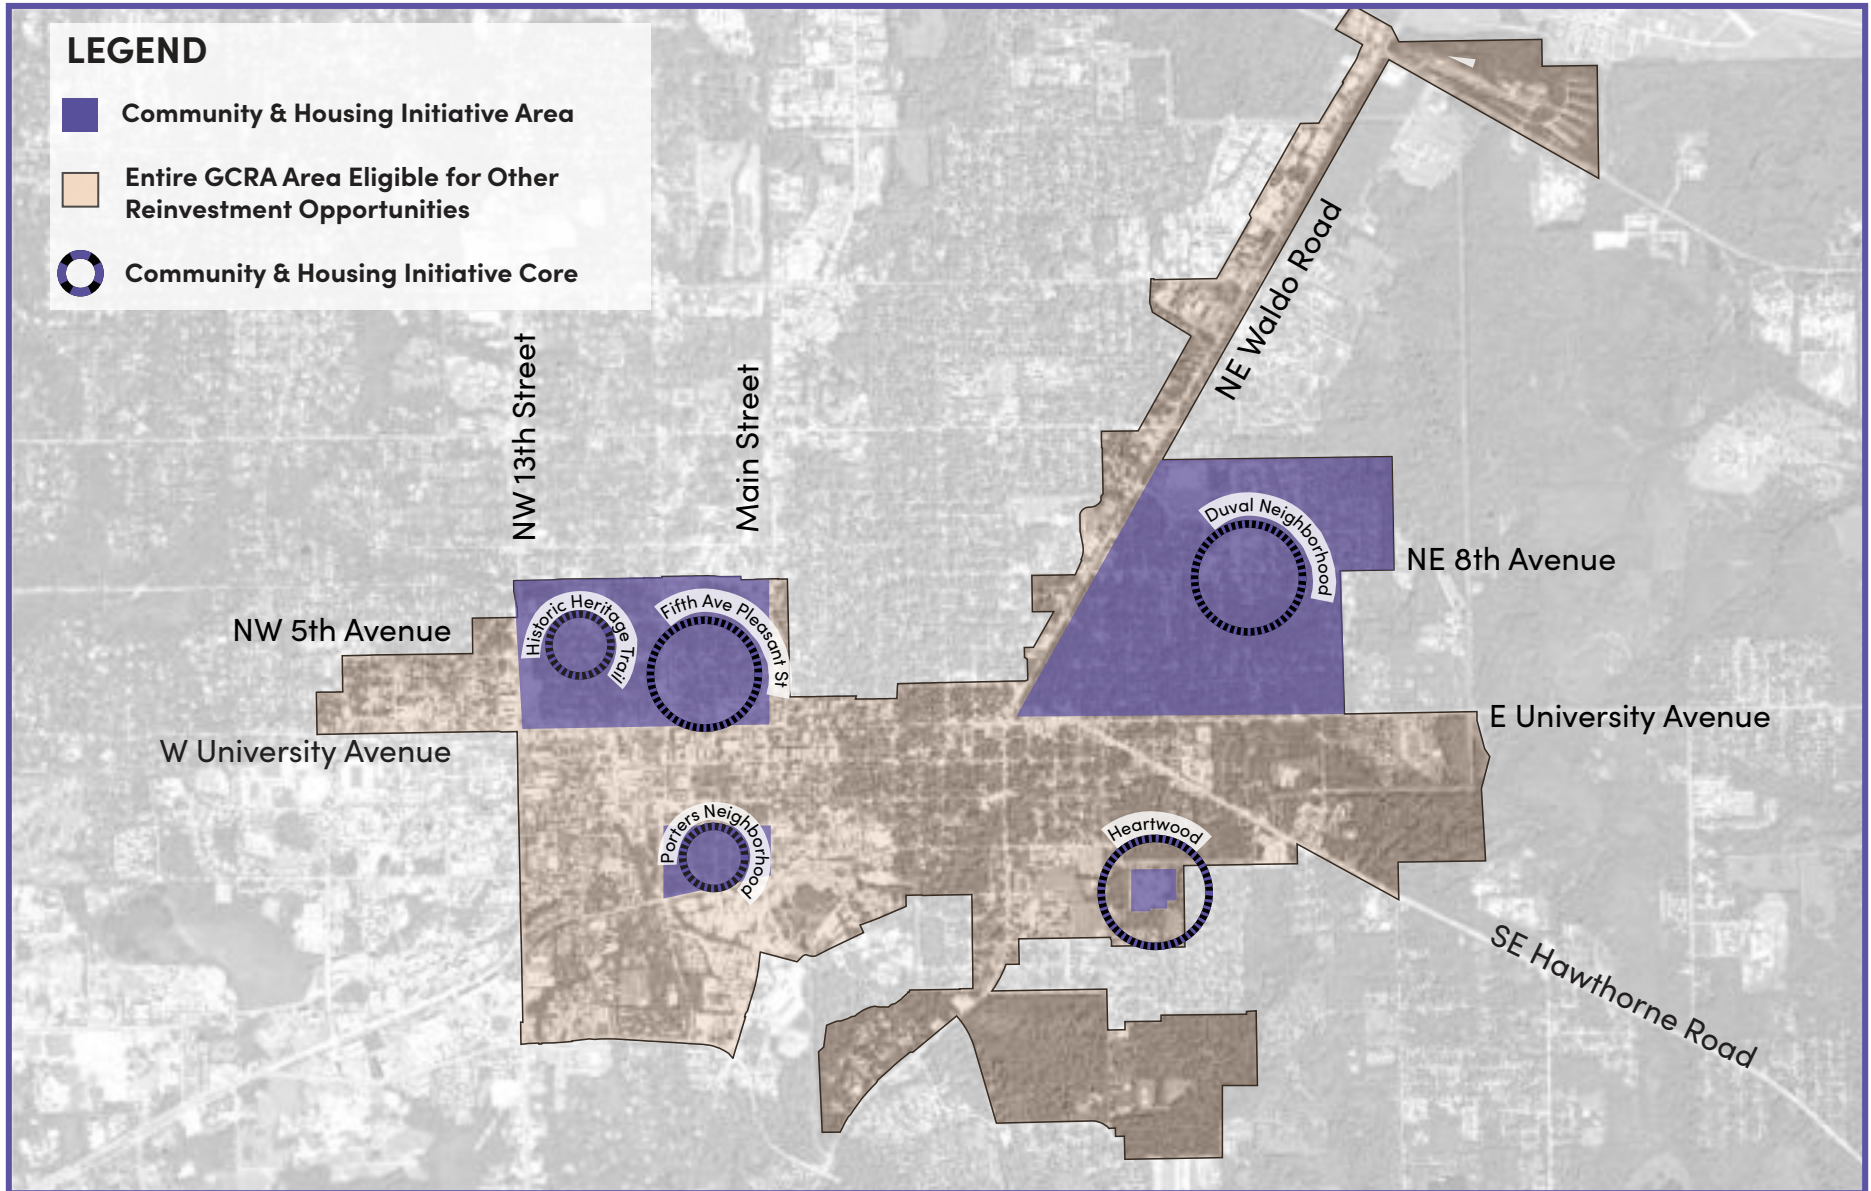 LEGEND
Community & Housing Initiative Area
Entire GCRA Area Eligible for Other
Reinvestment Opportunities
Community & Housing Initiative Core
NW 13th Street
Main Street
NE Waldo Road
Duval Neighborhood
NE 8th Avenue
Historic Heritage Trail
Fifth Ave Pleasant St
NW 5th Avenue
E University Avenue
W University Avenue
Porters Neighborhood
Heartwood
SE Hawthorne Road